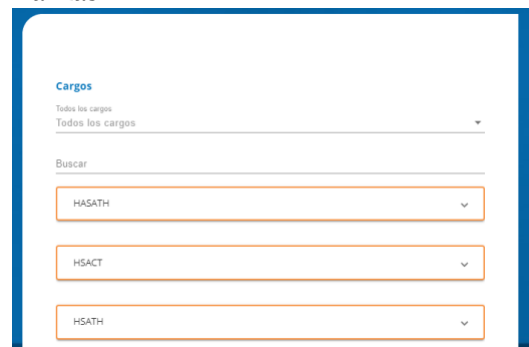 Cargos
Todos los cargos
Todos los cargos
Buscar
HASATH
HSACT
HSATH